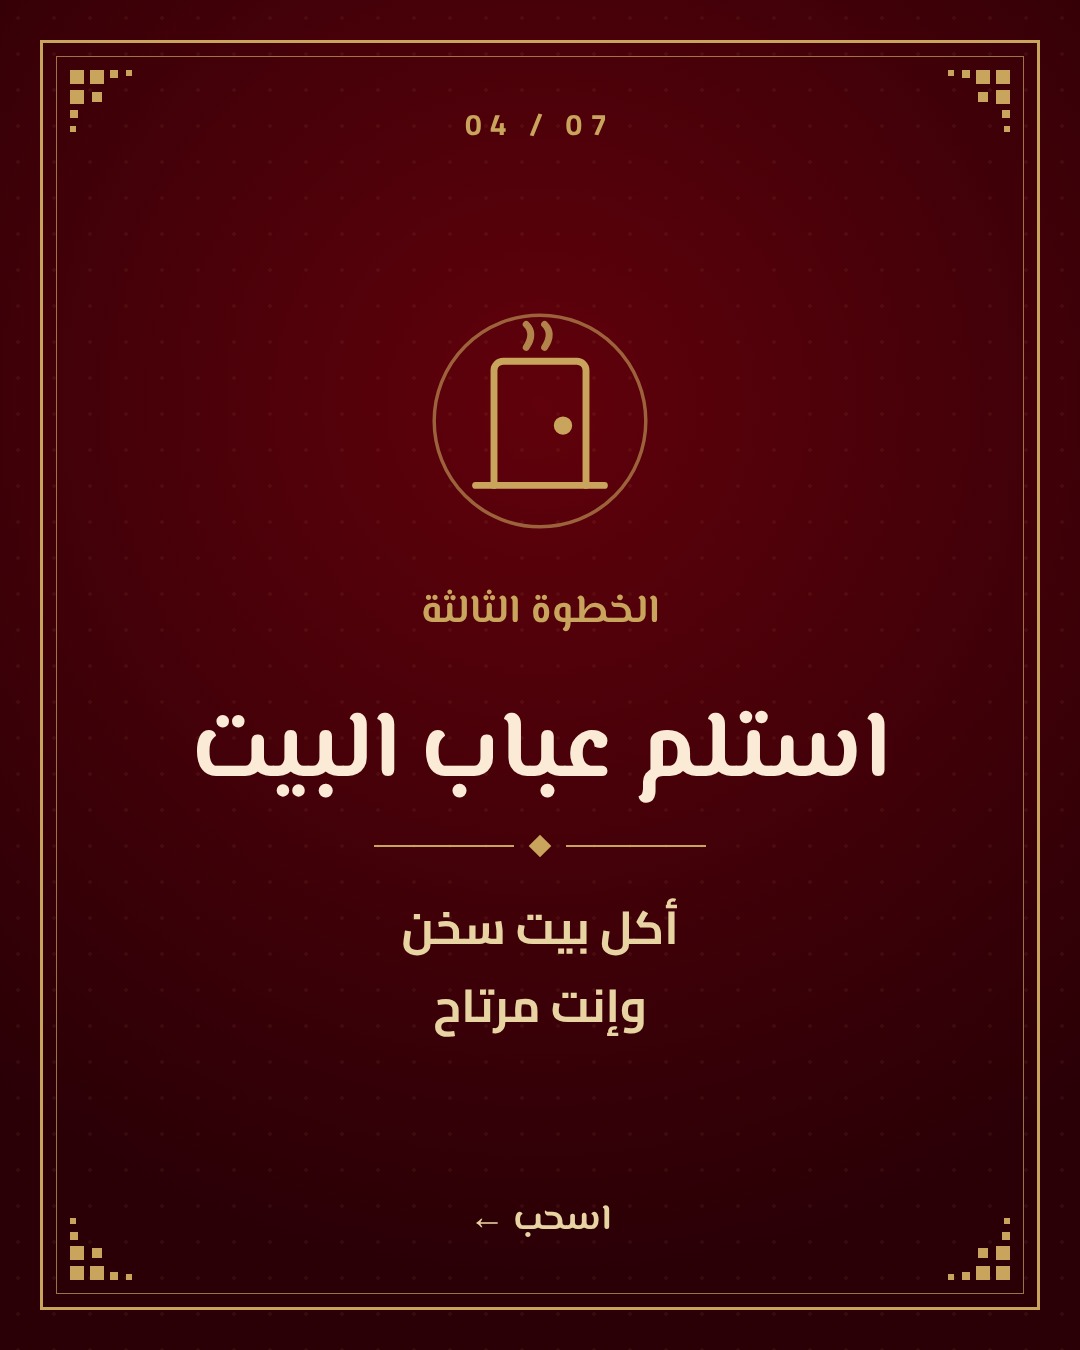 04 / 07
الخطوة الثالثة
استلم عباب البيت
أكل بيت سخن
وإنت مرتاح
اسحب ←